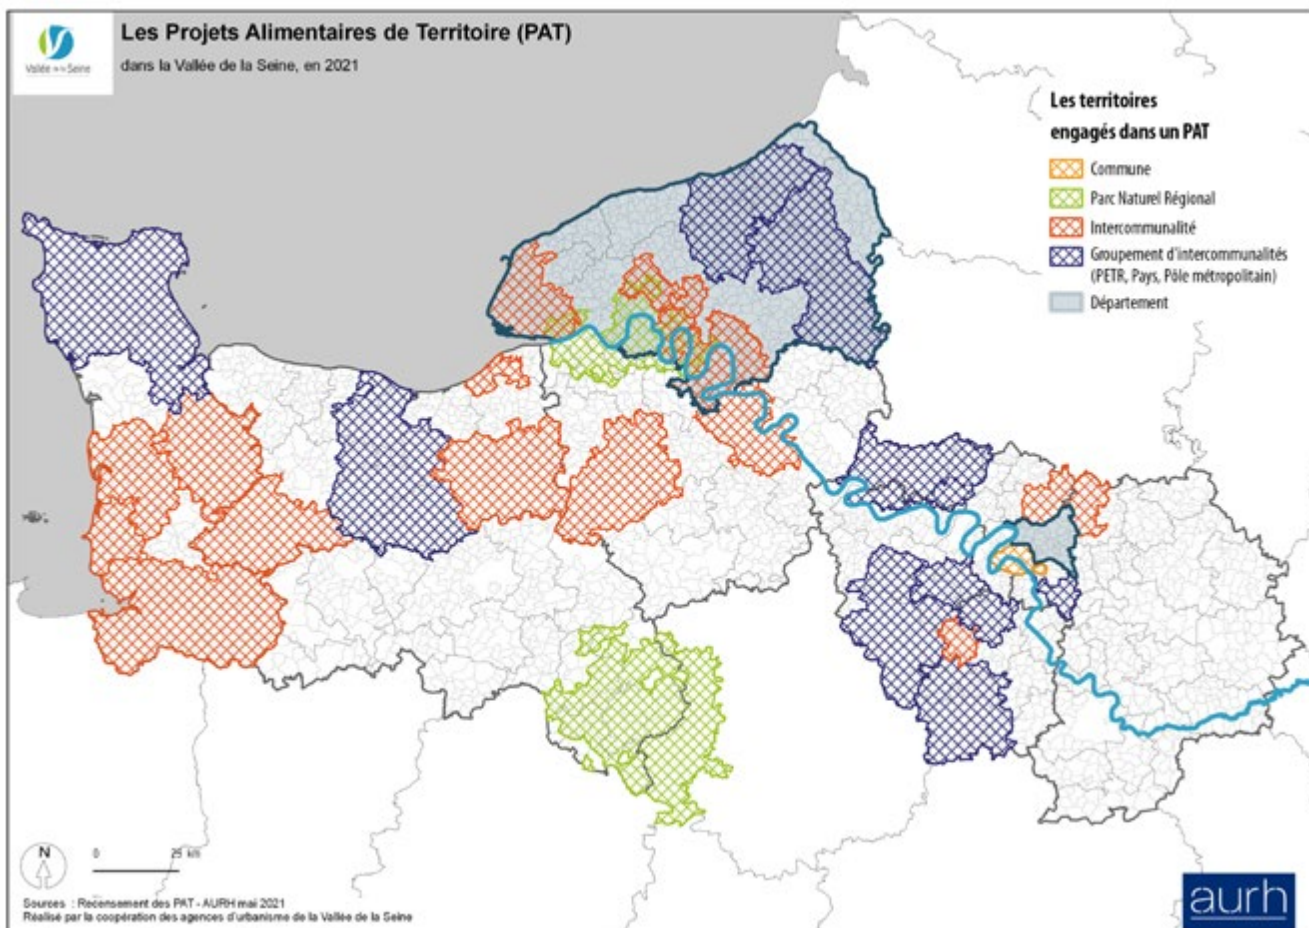 Vallée de la Seine
Les Projets Alimentaires de Territoire (PAT)
dans la Vallée de la Seine, en 2021
Les territoires
engagés dans un PAT
Commune
Parc Naturel Régional
Intercommunalité
Groupement d'intercommunalités
(PETR, Pays, Pôle métropolitain)
Département
N
0 25 km
Sources : Recensement des PAT - AURH mai 2021
Réalisé par la coopération des agences d'urbanisme de la Vallée de la Seine
aurh